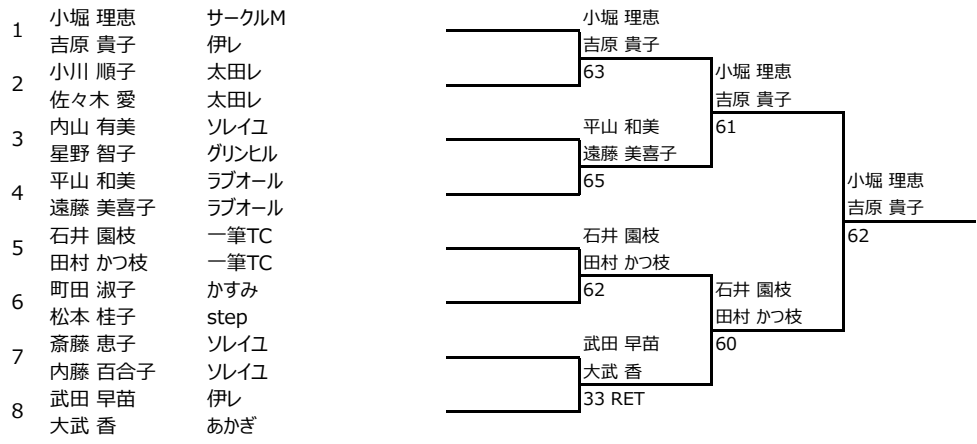 1
小堀 理恵 サークルM
吉原 貴子 伊レ
2
小川 順子 太田レ
佐々木 愛 太田レ
3
内山 有美 ソレイユ
星野 智子 グリンヒル
4
平山 和美 ラブオール
遠藤 美喜子 ラブオール
5
石井 園枝 一筆TC
田村 かつ枝 一筆TC
6
町田 淑子 かすみ
松本 桂子 step
7
斎藤 恵子 ソレイユ
内藤 百合子 ソレイユ
8
武田 早苗 伊レ
大武 香 あかぎ
小堀 理恵
吉原 貴子
63
平山 和美
遠藤 美喜子
65
石井 園枝
田村 かつ枝
62
武田 早苗
大武 香
33 RET
小堀 理恵
吉原 貴子
61
石井 園枝
田村 かつ枝
60
小堀 理恵
吉原 貴子
62